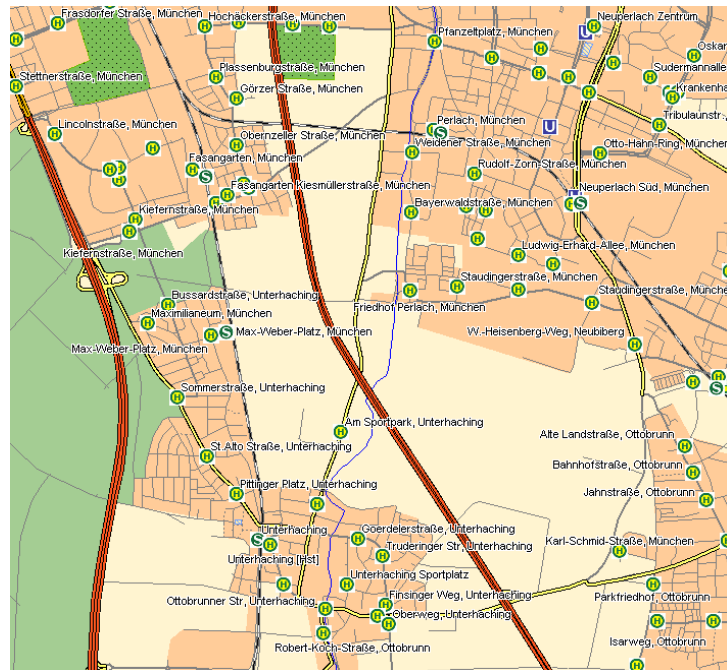 Frasdorfer Straße, München
Hochäckerstraße, München
Neuperlach Zentrum
Pfanzeltplatz, München
U
Oskar
Stettnerstraße, München
Plassenburgstraße, München
Sudermannallee
Görzer Straße, München
Krankenha
Tribulaunstr.,
Lincolnstraße, München
Perlach, München
U
Obernzeller Straße, München
Weidener Straße, München
Otto-Hahn-Ring, München
Fasangarten, München
Rudolf-Zorn-Straße, München
Fasangarten Kiesmüllerstraße, München
Neuperlach Süd, München
Kiefernstraße, München
Bayerwaldstraße, München
Kiefernstraße, München
Ludwig-Erhard-Allee, München
Staudingerstraße, München
Bussardstraße, Unterhaching
Friedhof Perlach, München
Staudingerstraße, Münche
Maximilianeum, München
Max-Weber-Platz, München
W.-Heisenberg-Weg, Neubiberg
Max-Weber-Platz, München
Sommerstraße, Unterhaching
Am Sportpark, Unterhaching
Alte Landstraße, Ottobrunn
St.Alto Straße, Unterhaching
Bahnhofstraße, Ottobrunn
Pittinger Platz, Unterhaching
Jahnstraße, Ottobrunn
Unterhaching
Goerdelerstraße, Unterhaching
Karl-Schmid-Straße, München
Truderinger Str, Unterhaching
Unterhaching [Hst]
Unterhaching Sportplatz
Ottobrunner Str, Unterhaching
Finsinger Weg, Unterhaching
Parkfriedhof, Ottobrunn
Oberweg, Unterhaching
Robert-Koch-Straße, Ottobrunn
Isarweg, Ottobrunn